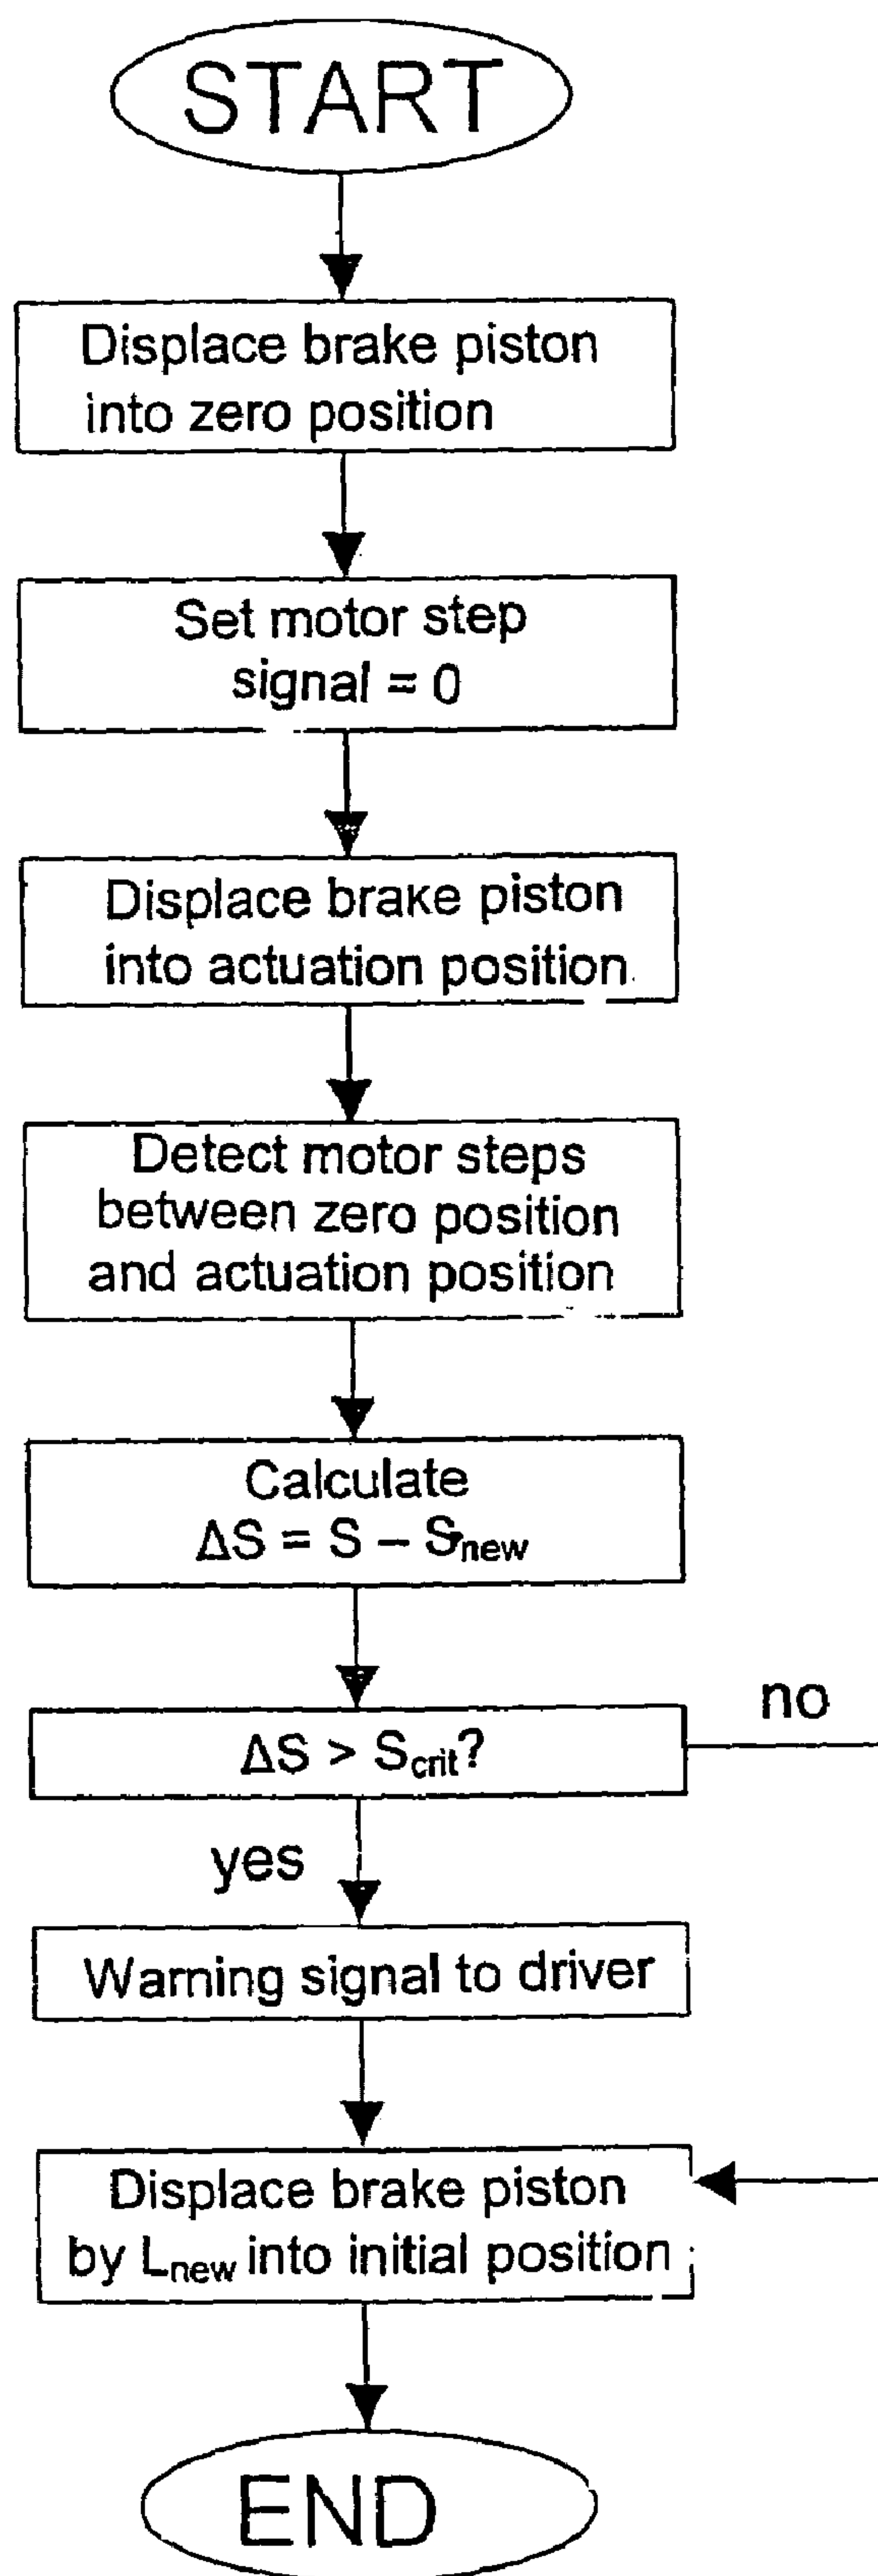 START
Displace brake piston
into zero position
Set motor step
signal = 0
Displace brake piston
into actuation position
Detect motor steps
between zero position
and actuation position
Calculate
ΔS = S – Snew
ΔS > Scrit?
no
yes
Warning signal to driver
Displace brake piston
by Lnew into initial position
END